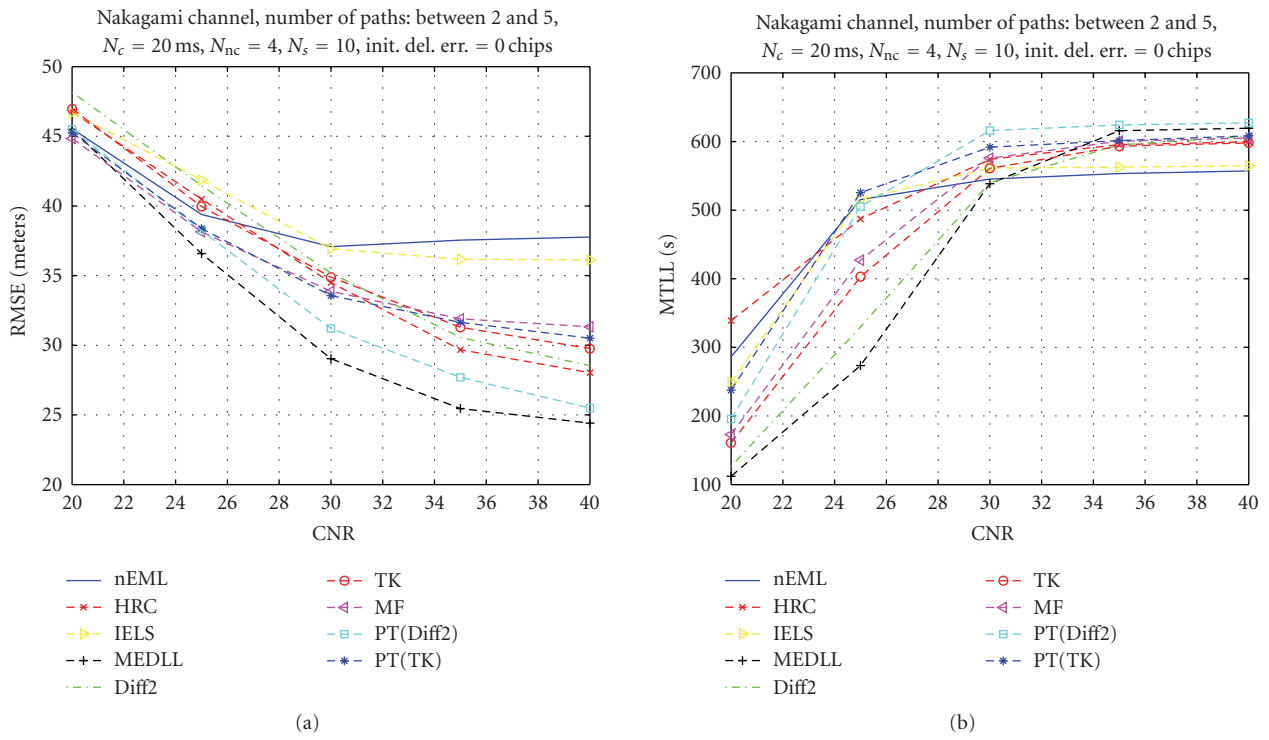 Nakagami channel, number of paths: between 2 and 5,
N_c = 20 ms, N_nc = 4, N_s = 10, init. del. err. = 0 chips
50
45
40
35
30
25
20
RMSE (meters)
20 22 24 26 28 30 32 34 36 38 40
CNR
nEML
HRC
IELS
MEDLL
Diff2
TK
MF
PT(Diff2)
PT(TK)
(a)
Nakagami channel, number of paths: between 2 and 5,
N_c = 20 ms, N_nc = 4, N_s = 10, init. del. err. = 0 chips
700
600
500
400
300
200
100
MTLL (s)
20 22 24 26 28 30 32 34 36 38 40
CNR
nEML
HRC
IELS
MEDLL
Diff2
TK
MF
PT(Diff2)
PT(TK)
(b)